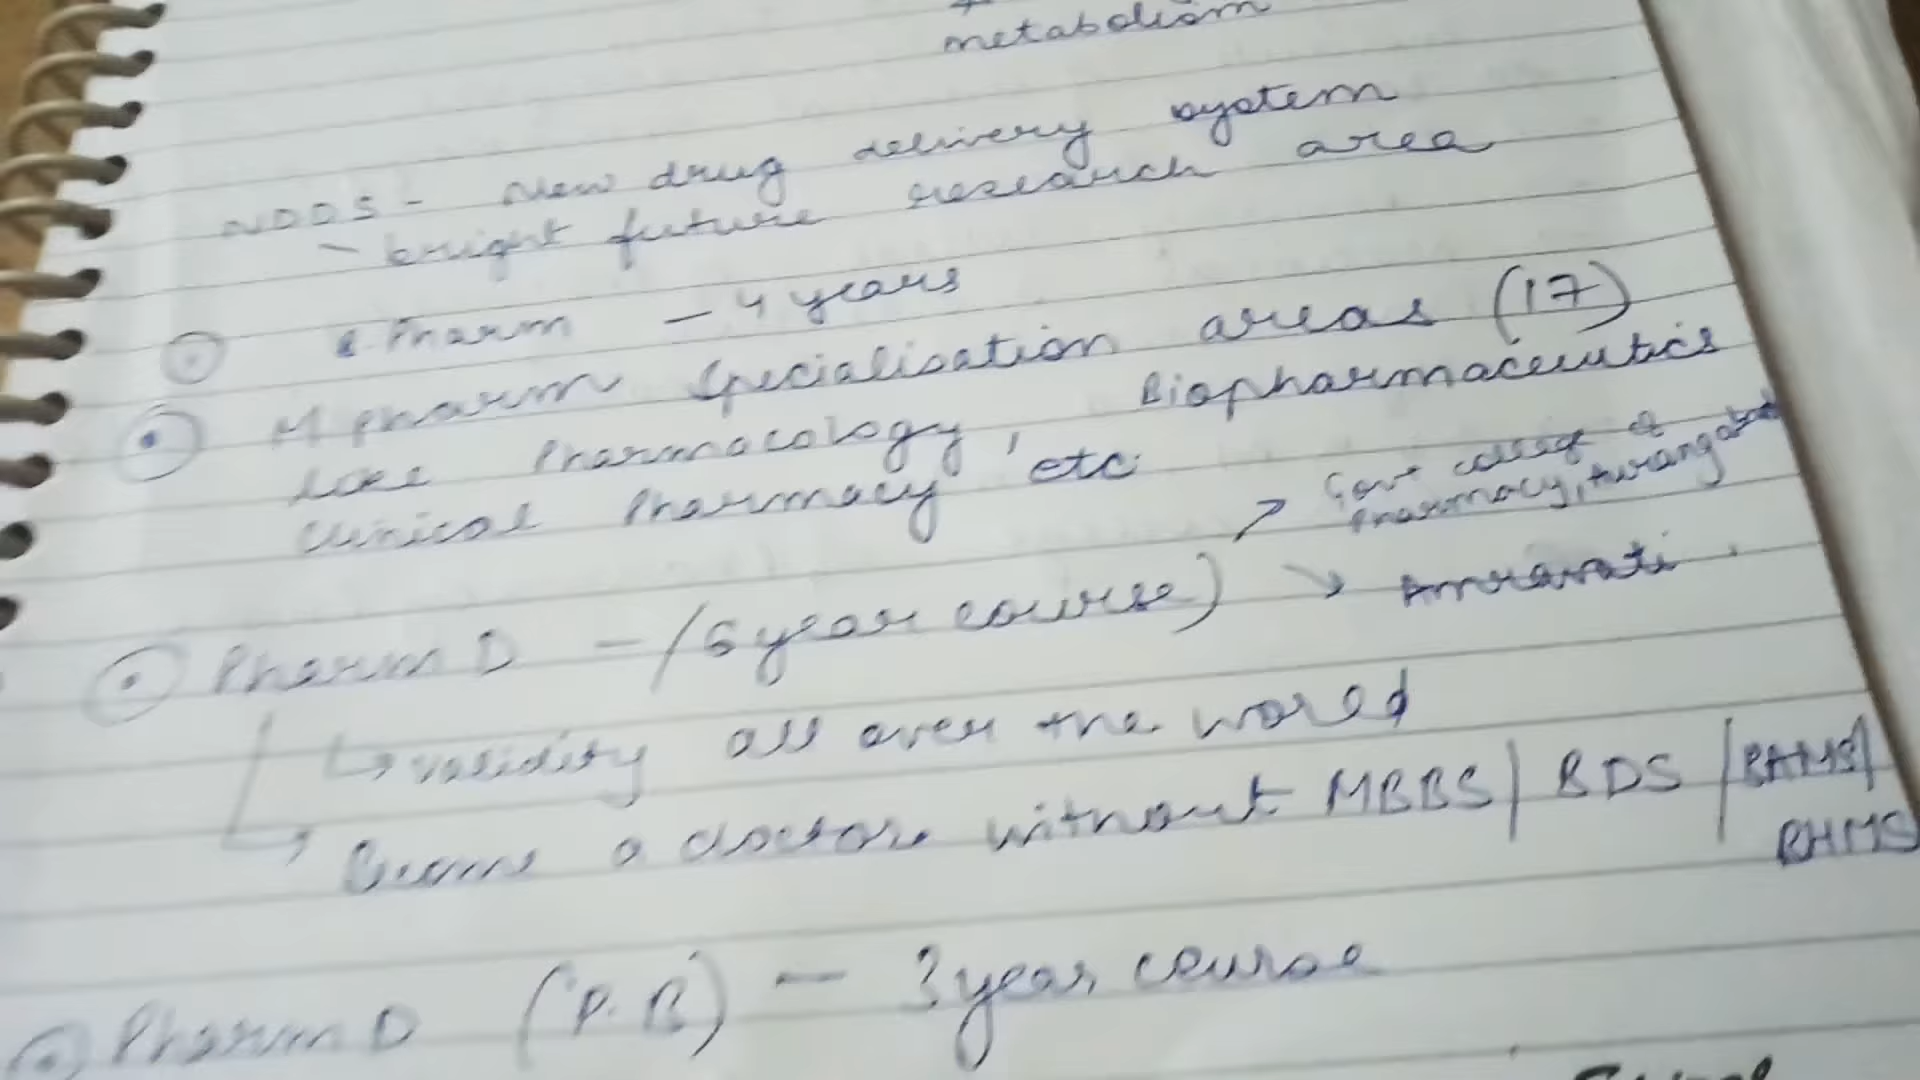 metabolism
NDDS - New drug delivery system
- bright future research area
B. Pharm - 4 years
M pharm Specialisation areas (17)
like Pharmacology, Biopharmaceutics
Clinical Pharmacy etc
Govt college of
Pharmacy, Aurangabad
Pharm D - (6 year course)
Amravati
validity all over the world
Become a doctor without MBBS / BDS / BAMS /
BHMS
Pharm D (P.B) - 3 year course